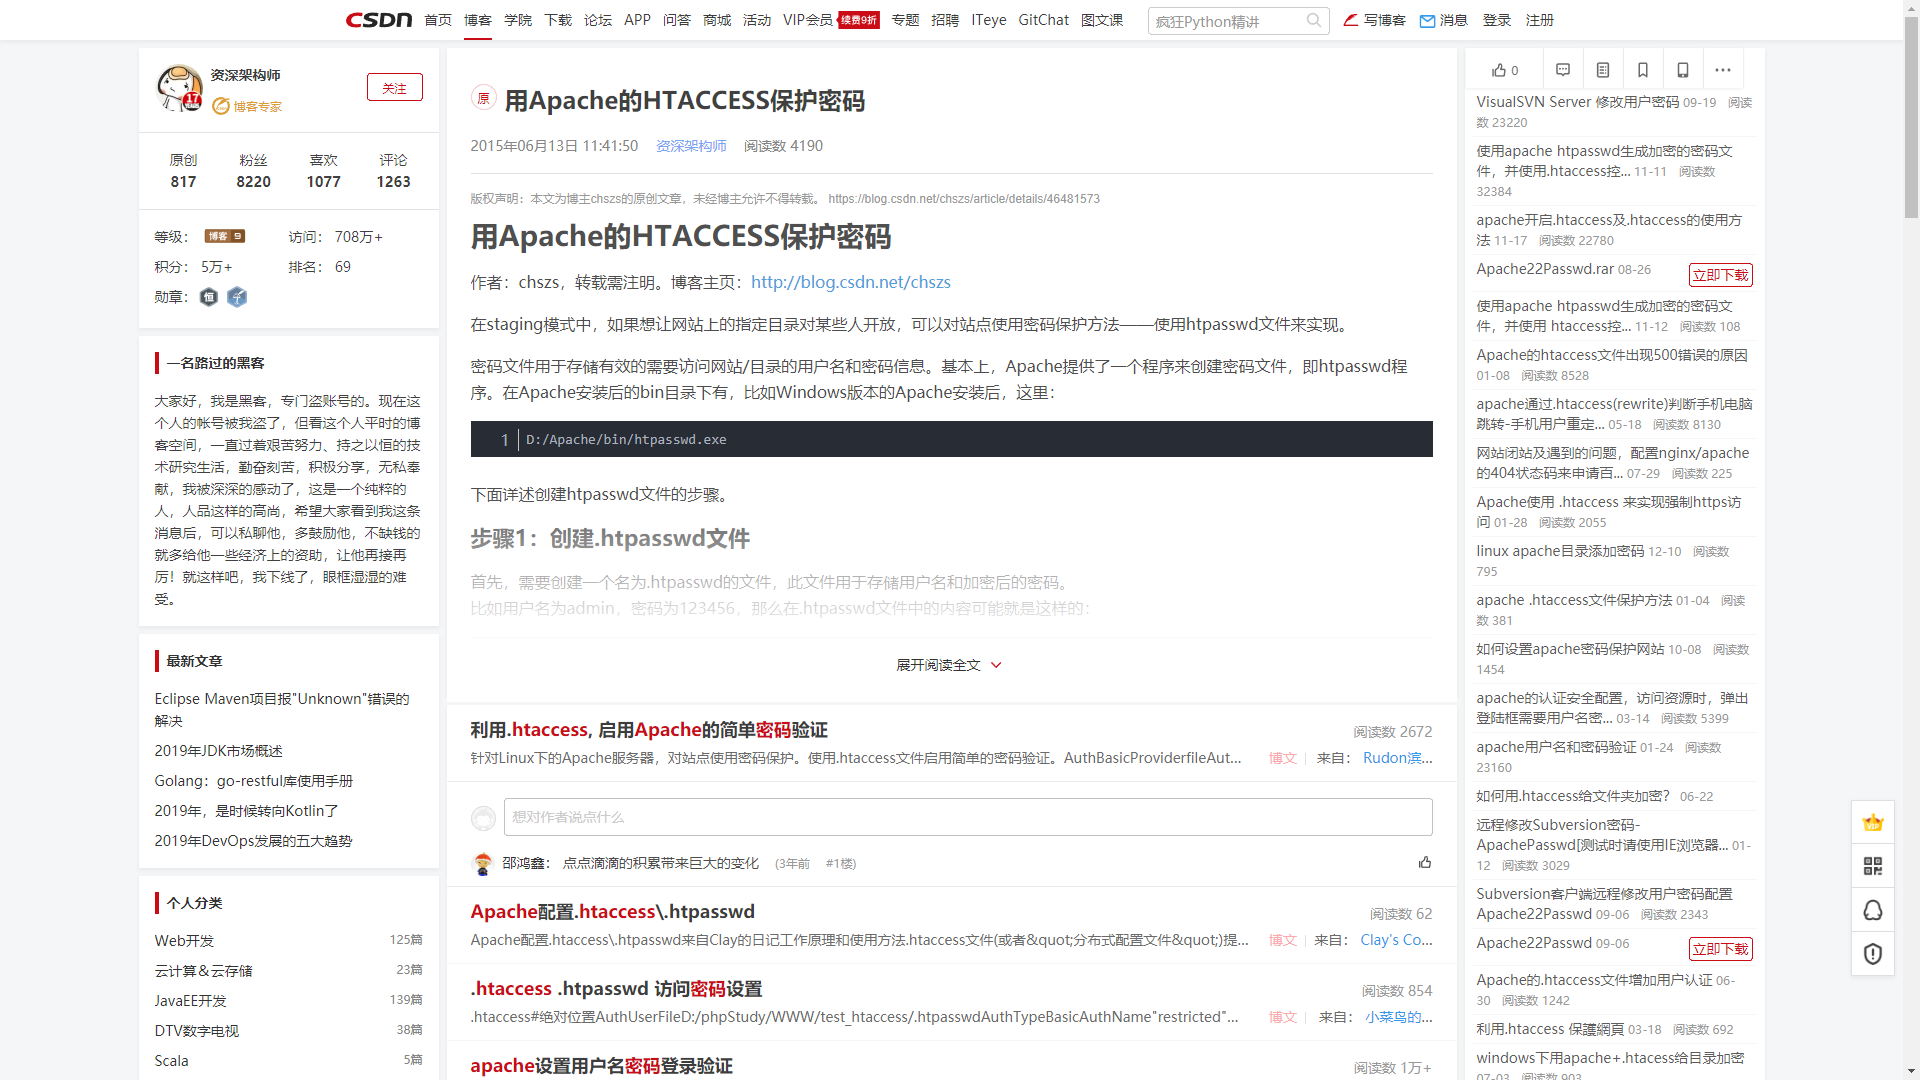 CSDN 首页 博客 学院 下载 论坛 APP 问答 商城 活动 VIP会员 续费9折 专题 招聘 ITeye GitChat 图文课 疯狂Python精讲 写博客 消息 登录 注册
资深架构师
博客专家
关注
原创 粉丝 喜欢 评论
817 8220 1077 1263
等级： 博客 9 访问： 708万+
积分： 5万+ 排名： 69
勋章： 恒
一名路过的黑客
大家好，我是黑客，专门盗账号的。现在这
个人的帐号被我盗了，但看这个人平时的博
客空间，一直过着艰苦努力、持之以恒的技
术研究生活，勤奋刻苦，积极分享，无私奉
献，我被深深的感动了，这是一个纯粹的
人，人品这样的高尚，希望大家看到我这条
消息后，可以私聊他，多鼓励他，不缺钱的
就多给他一些经济上的资助，让他再接再
厉！就这样吧，我下线了，眼框湿湿的难
受。
最新文章
Eclipse Maven项目报"Unknown"错误的
解决
2019年JDK市场概述
Golang：go-restful库使用手册
2019年，是时候转向Kotlin了
2019年DevOps发展的五大趋势
个人分类
Web开发 125篇
云计算＆云存储 23篇
JavaEE开发 139篇
DTV数字电视 38篇
Scala 5篇
原 用Apache的HTACCESS保护密码
2015年06月13日 11:41:50 资深架构师 阅读数 4190
版权声明：本文为博主chszs的原创文章，未经博主允许不得转载。 https://blog.csdn.net/chszs/article/details/46481573
用Apache的HTACCESS保护密码
作者：chszs，转载需注明。博客主页：http://blog.csdn.net/chszs
在staging模式中，如果想让网站上的指定目录对某些人开放，可以对站点使用密码保护方法——使用htpasswd文件来实现。
密码文件用于存储有效的需要访问网站/目录的用户名和密码信息。基本上，Apache提供了一个程序来创建密码文件，即htpasswd程
序。在Apache安装后的bin目录下有，比如Windows版本的Apache安装后，这里：
1 D:/Apache/bin/htpasswd.exe
下面详述创建htpasswd文件的步骤。
步骤1：创建.htpasswd文件
首先，需要创建一个名为.htpasswd的文件，此文件用于存储用户名和加密后的密码。
比如用户名为admin，密码为123456，那么在.htpasswd文件中的内容可能就是这样的：
展开阅读全文
利用.htaccess, 启用Apache的简单密码验证 阅读数 2672
针对Linux下的Apache服务器，对站点使用密码保护。使用.htaccess文件启用简单的密码验证。AuthBasicProviderfileAut... 博文 来自： Rudon滨...
想对作者说点什么
邵鸿鑫： 点点滴滴的积累带来巨大的变化 (3年前 #1楼)
Apache配置.htaccess\.htpasswd 阅读数 62
Apache配置.htaccess\.htpasswd来自Clay的日记工作原理和使用方法.htaccess文件(或者&quot;分布式配置文件&quot;)提... 博文 来自： Clay's Co...
.htaccess .htpasswd 访问密码设置 阅读数 854
.htaccess#绝对位置AuthUserFileD:/phpStudy/WWW/test_htaccess/.htpasswdAuthTypeBasicAuthName"restricted"... 博文 来自： 小菜鸟的...
apache设置用户名密码登录验证 阅读数 1万+
0
VisualSVN Server 修改用户密码 09-19 阅读
数 23220
使用apache htpasswd生成加密的密码文
件，并使用.htaccess控... 11-11 阅读数
32384
apache开启.htaccess及.htaccess的使用方
法 11-17 阅读数 22780
Apache22Passwd.rar 08-26 立即下载
使用apache htpasswd生成加密的密码文
件，并使用 htaccess控... 11-12 阅读数 108
Apache的htaccess文件出现500错误的原因
01-08 阅读数 8528
apache通过.htaccess(rewrite)判断手机电脑
跳转-手机用户重定... 05-18 阅读数 8130
网站闭站及遇到的问题，配置nginx/apache
的404状态码来申请百... 07-29 阅读数 225
Apache使用 .htaccess 来实现强制https访
问 01-28 阅读数 2055
linux apache目录添加密码 12-10 阅读数
795
apache .htaccess文件保护方法 01-04 阅读
数 381
如何设置apache密码保护网站 10-08 阅读数
1454
apache的认证安全配置，访问资源时，弹出
登陆框需要用户名密... 03-14 阅读数 5399
apache用户名和密码验证 01-24 阅读数
23160
如何用.htaccess给文件夹加密？ 06-22
远程修改Subversion密码-
ApachePasswd[测试时请使用IE浏览器... 01-
12 阅读数 3029
Subversion客户端远程修改用户密码配置
Apache22Passwd 09-06 阅读数 2343
Apache22Passwd 09-06 立即下载
Apache的.htaccess文件增加用户认证 06-
30 阅读数 1242
利用.htaccess 保護網頁 03-18 阅读数 692
windows下用apache+.htacess给目录加密
07-03 阅读数 903